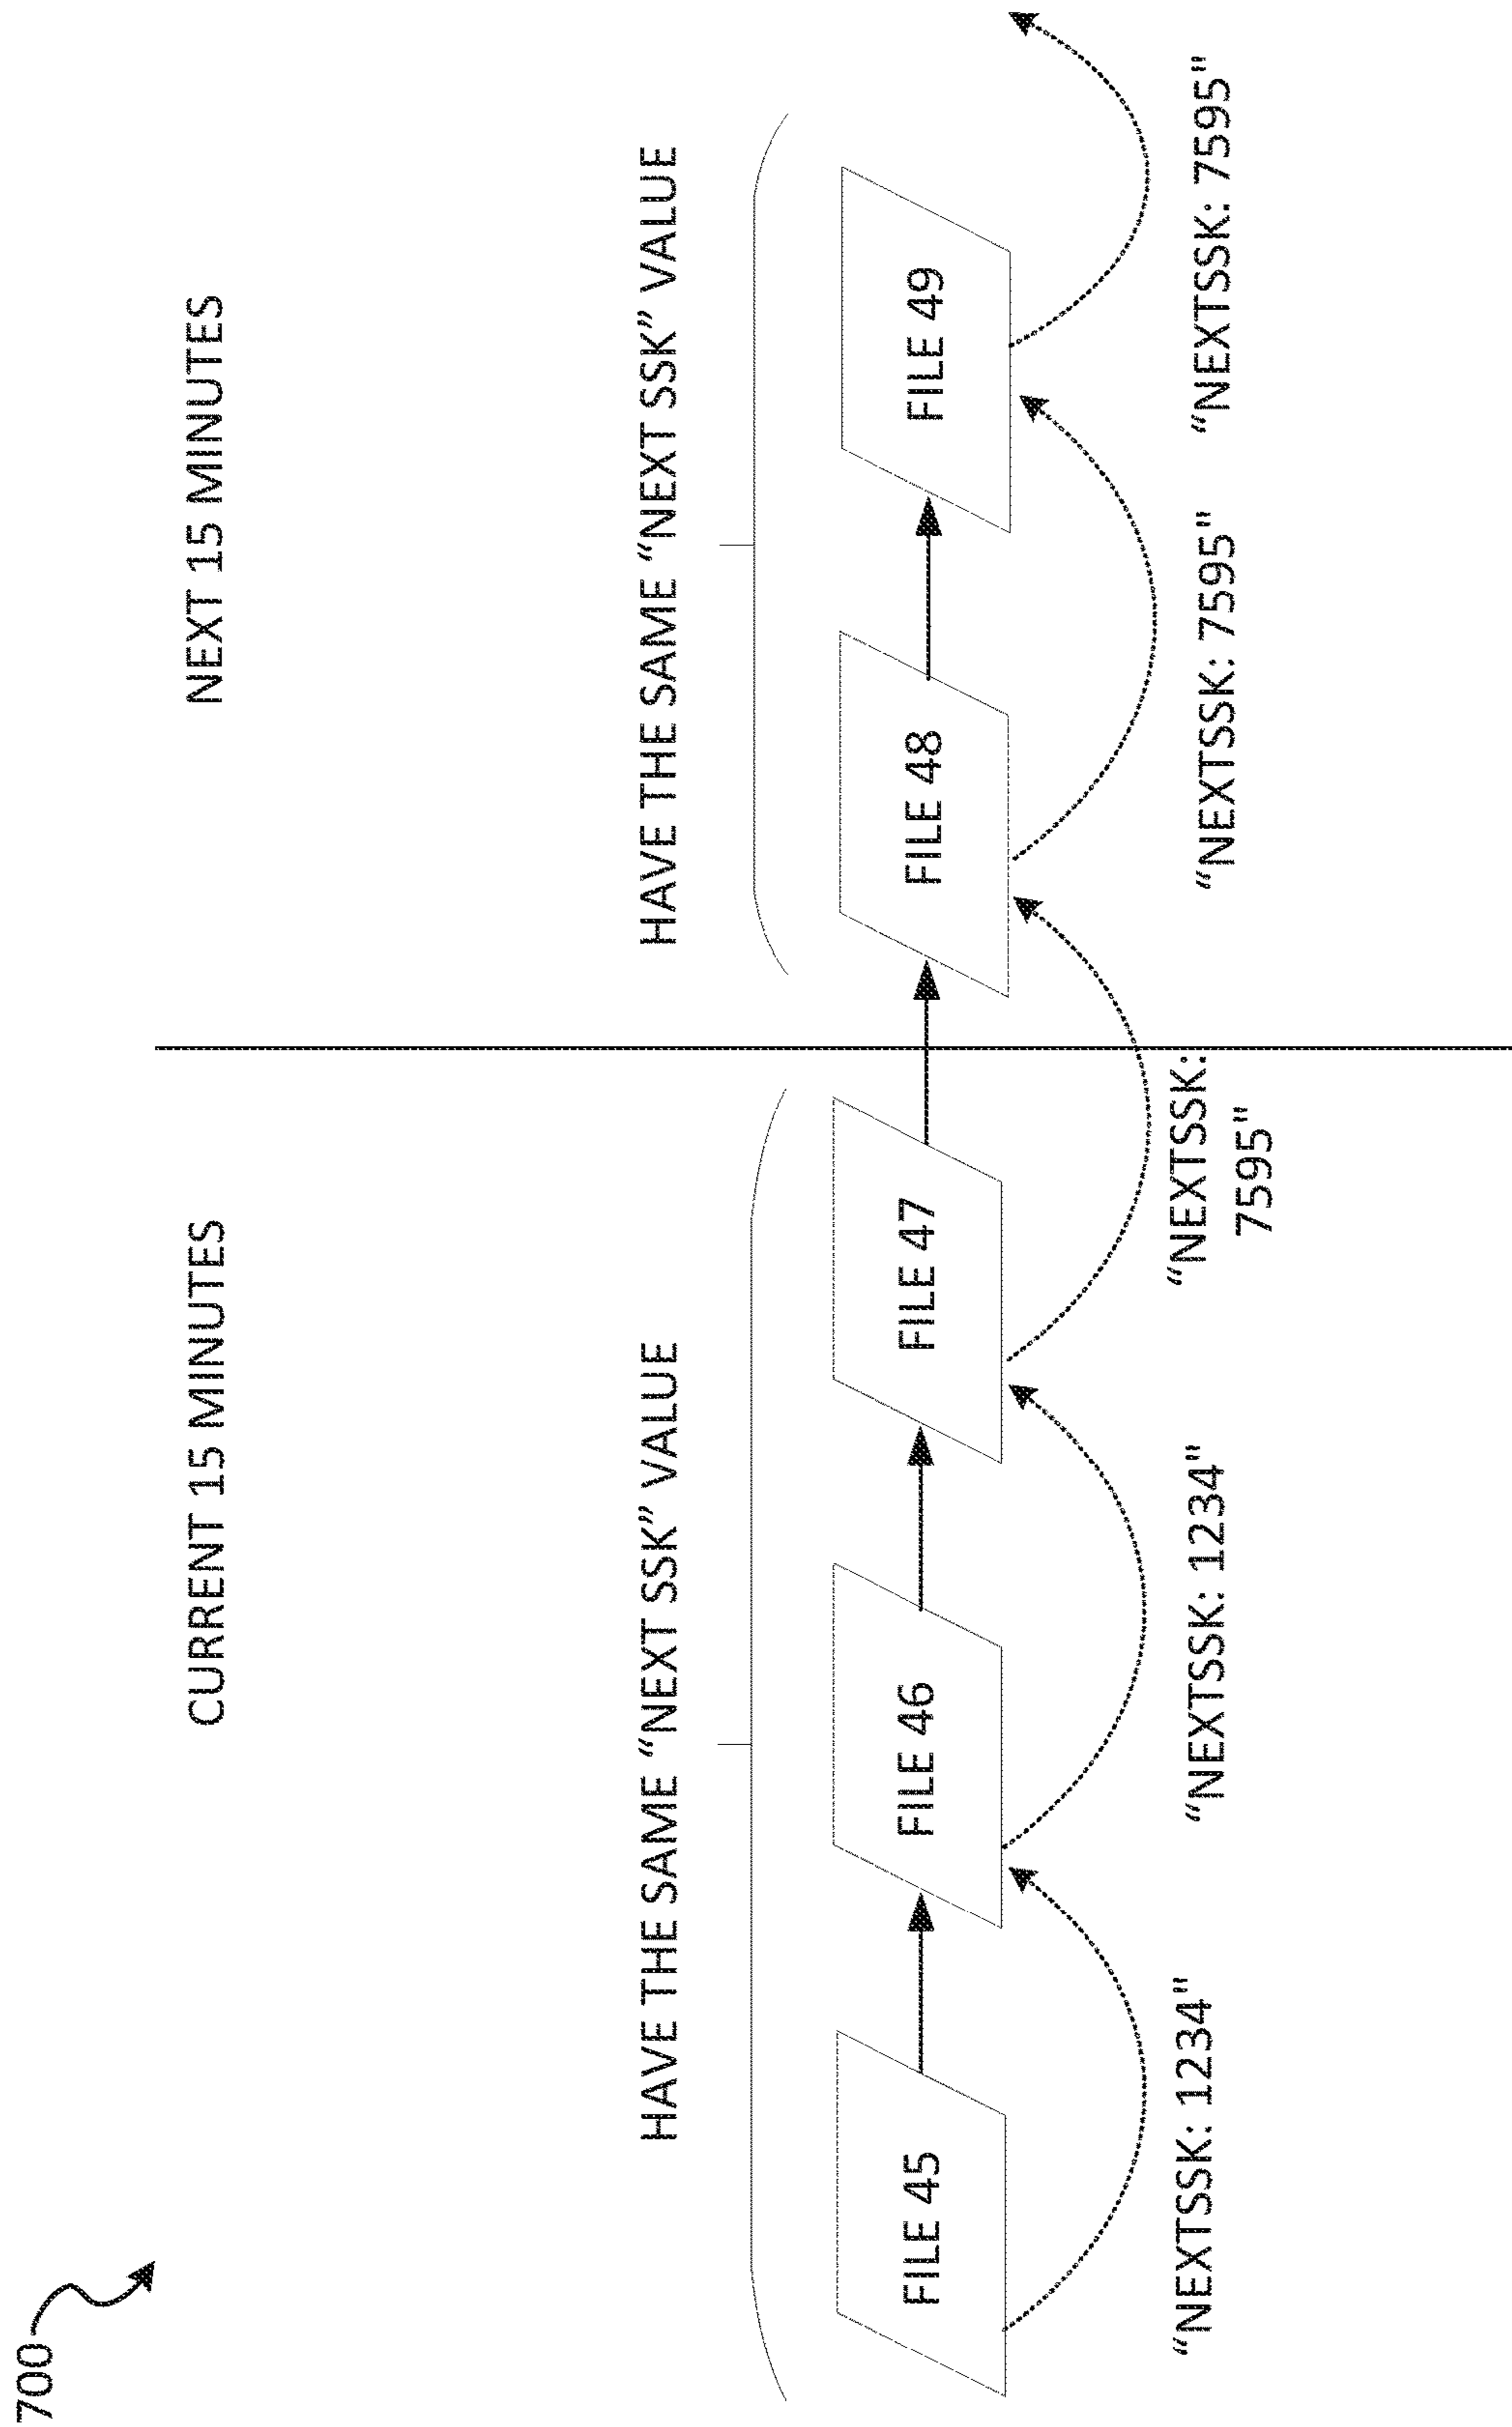 700
CURRENT 15 MINUTES
NEXT 15 MINUTES
HAVE THE SAME “NEXT SSK” VALUE
HAVE THE SAME “NEXT SSK” VALUE
FILE 45
FILE 46
FILE 47
FILE 48
FILE 49
“NEXTSSK: 1234"
“NEXTSSK: 1234"
“NEXTSSK:
7595"
“NEXTSSK: 7595"
“NEXTSSK: 7595"